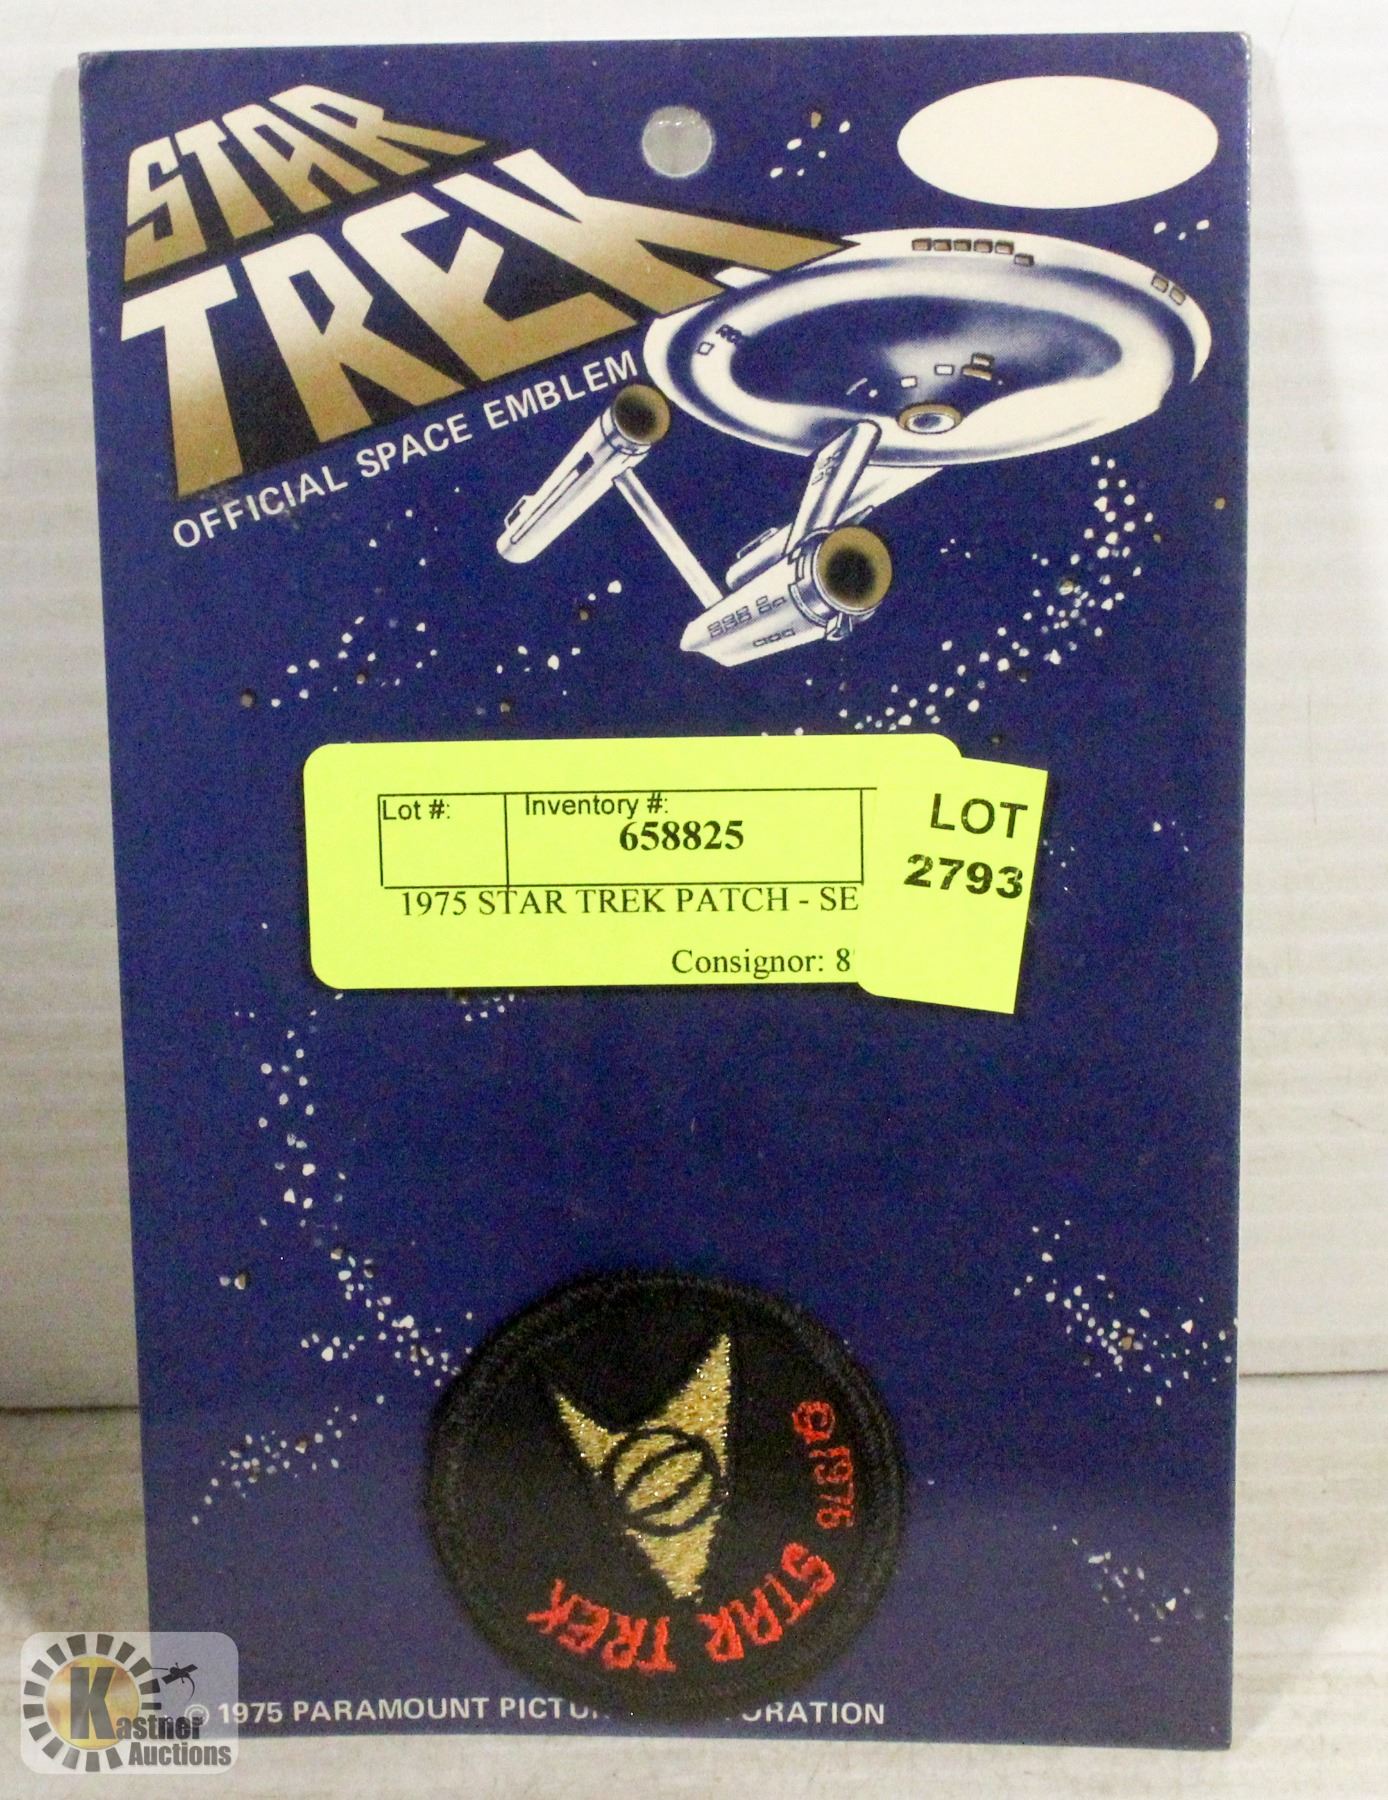 STAR
TREK
OFFICIAL SPACE EMBLEM
Lot #:
Inventory #:
658825
LOT
2793
1975 STAR TREK PATCH - SE
Consignor: 8
© 1975
STAR TREK
© 1975 PARAMOUNT PICTU
ORATION
Kastner
Auctions